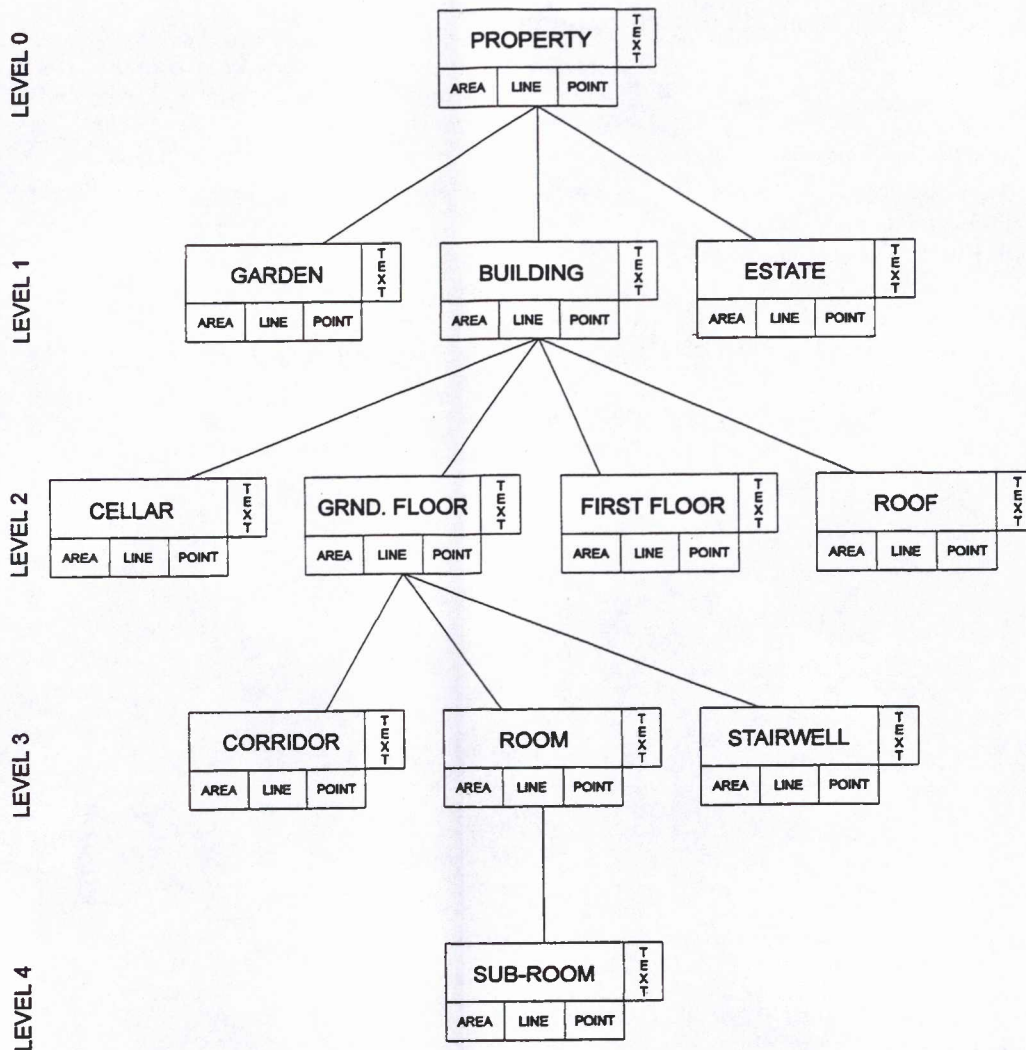 LEVEL 0
PROPERTY
TEXT
AREA LINE POINT
LEVEL 1
GARDEN
TEXT
AREA LINE POINT
BUILDING
TEXT
AREA LINE POINT
ESTATE
TEXT
AREA LINE POINT
LEVEL 2
CELLAR
TEXT
AREA LINE POINT
GRND. FLOOR
TEXT
AREA LINE POINT
FIRST FLOOR
TEXT
AREA LINE POINT
ROOF
TEXT
AREA LINE POINT
LEVEL 3
CORRIDOR
TEXT
AREA LINE POINT
ROOM
TEXT
AREA LINE POINT
STAIRWELL
TEXT
AREA LINE POINT
LEVEL 4
SUB-ROOM
TEXT
AREA LINE POINT